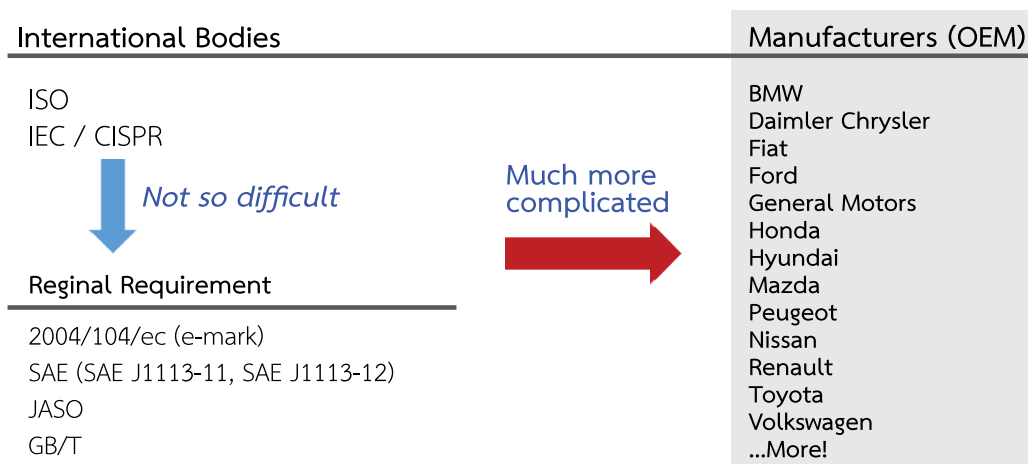 International Bodies
ISO
IEC / CISPR
Not so difficult
Reginal Requirement
2004/104/ec (e-mark)
SAE (SAE J1113-11, SAE J1113-12)
JASO
GB/T
Much more
complicated
Manufacturers (OEM)
BMW
Daimler Chrysler
Fiat
Ford
General Motors
Honda
Hyundai
Mazda
Peugeot
Nissan
Renault
Toyota
Volkswagen
...More!